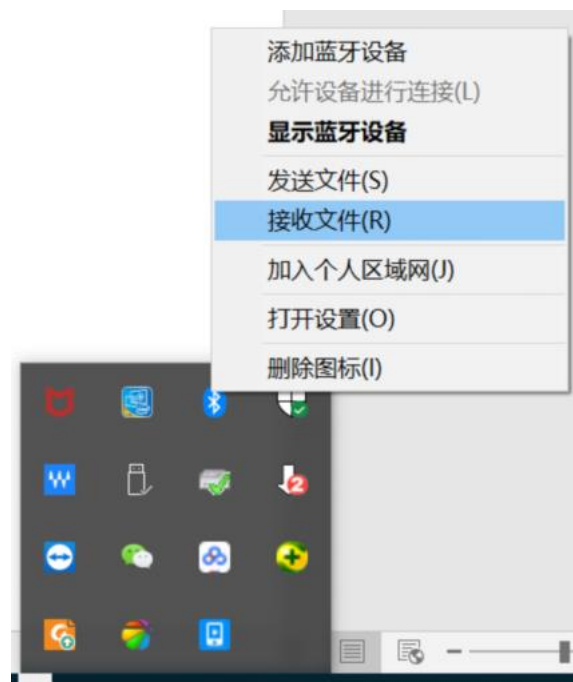 添加蓝牙设备
允许设备进行连接(L)
显示蓝牙设备
发送文件(S)
接收文件(R)
加入个人区域网(J)
打开设置(O)
删除图标(I)
2